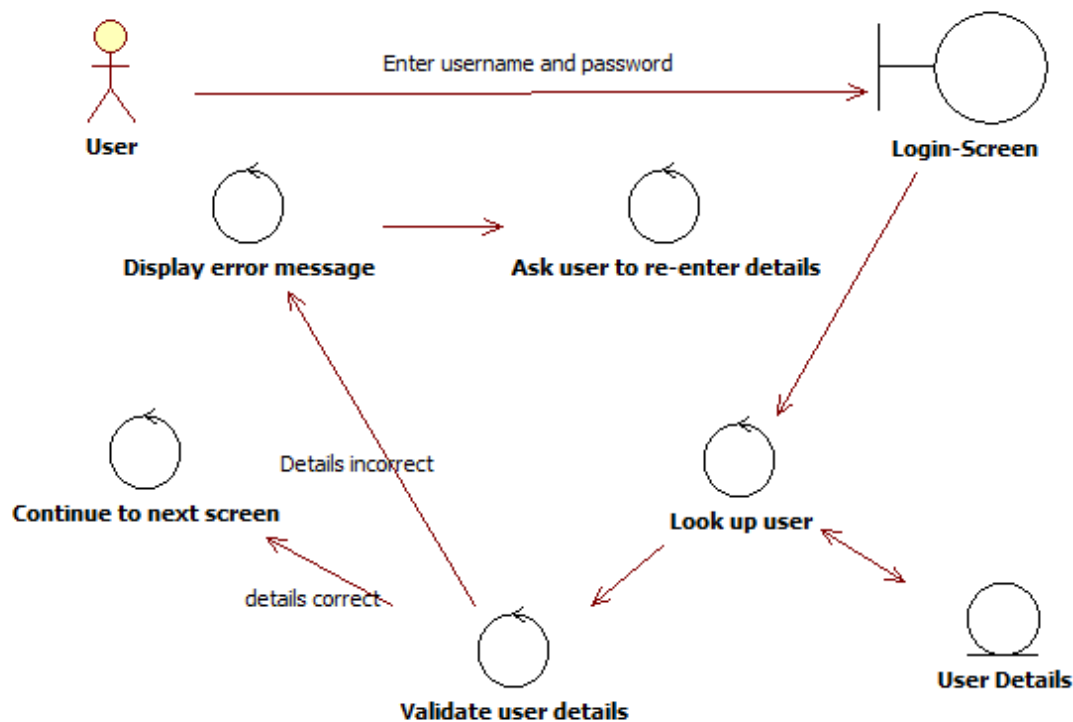 Enter username and password
User
Login-Screen
Display error message
Ask user to re-enter details
Details incorrect
Continue to next screen
Look up user
details correct
User Details
Validate user details